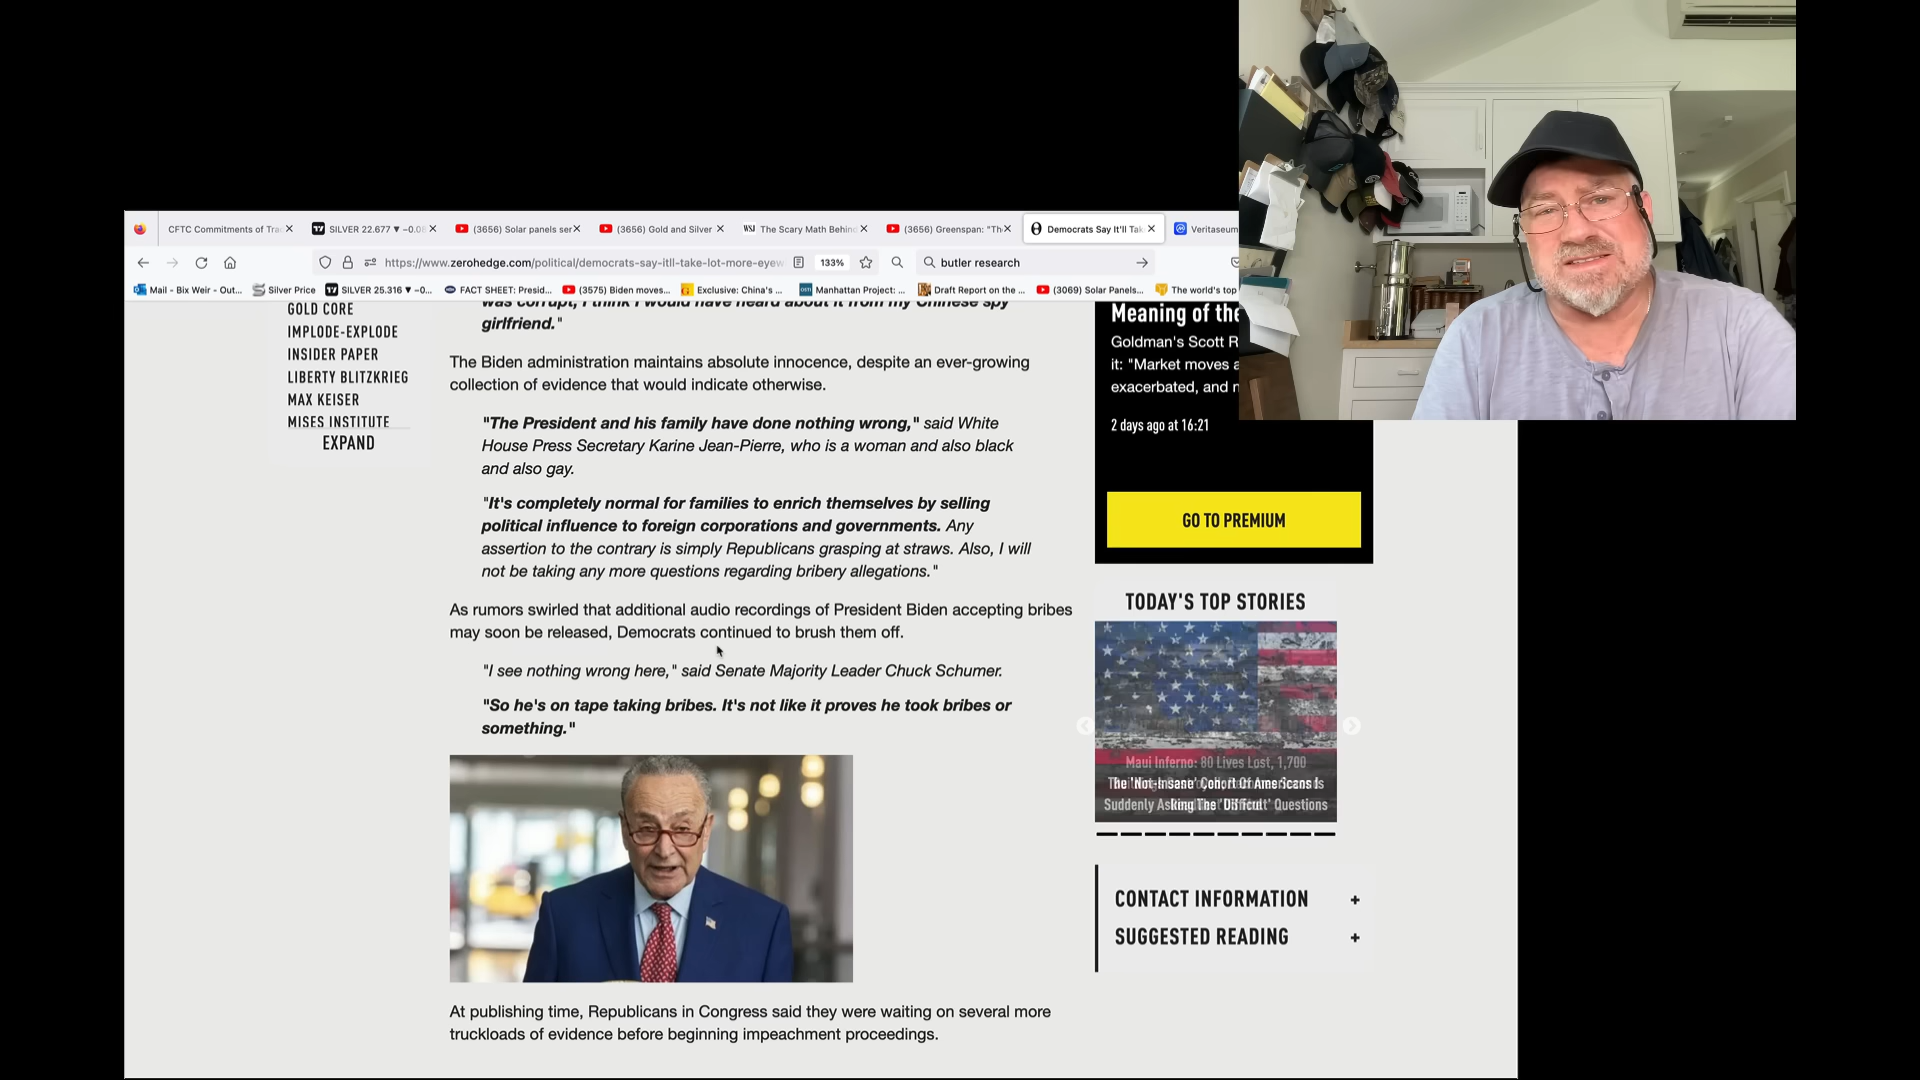 CFTC Commitments of Tra
SILVER 22.677 ▼ −0.0
(3656) Solar panels ser
(3656) Gold and Silver
WSJ The Scary Math Behin
(3656) Greenspan: "Th
Democrats Say It'll Tak
Veritaseum
https://www.zerohedge.com/political/democrats-say-itll-take-lot-more-eyew
133%
butler research
Mail - Bix Weir - Out...
Silver Price
SILVER 25.316 ▼ −0...
FACT SHEET: Presid...
(3575) Biden moves...
Exclusive: China's ...
Manhattan Project: ...
Draft Report on the ...
(3069) Solar Panels...
The world's top
GOLD CORE
IMPLODE-EXPLODE
INSIDER PAPER
LIBERTY BLITZKRIEG
MAX KEISER
MISES INSTITUTE
EXPAND
was corrupt, I think I would have heard about it from my Chinese spy
girlfriend."
The Biden administration maintains absolute innocence, despite an ever-growing
collection of evidence that would indicate otherwise.
"The President and his family have done nothing wrong," said White
House Press Secretary Karine Jean-Pierre, who is a woman and also black
and also gay.
"It's completely normal for families to enrich themselves by selling
political influence to foreign corporations and governments. Any
assertion to the contrary is simply Republicans grasping at straws. Also, I will
not be taking any more questions regarding bribery allegations."
As rumors swirled that additional audio recordings of President Biden accepting bribes
may soon be released, Democrats continued to brush them off.
"I see nothing wrong here," said Senate Majority Leader Chuck Schumer.
"So he's on tape taking bribes. It's not like it proves he took bribes or
something."
At publishing time, Republicans in Congress said they were waiting on several more
truckloads of evidence before beginning impeachment proceedings.
Meaning of the
Goldman's Scott R
it: "Market moves a
exacerbated, and m
2 days ago at 16:21
GO TO PREMIUM
TODAY'S TOP STORIES
Maui Inferno: 80 Lives Lost, 1,700
The 'Not-Insane' Cohort Of Americans Is
Suddenly Asking The 'Difficult' Questions
CONTACT INFORMATION +
SUGGESTED READING +